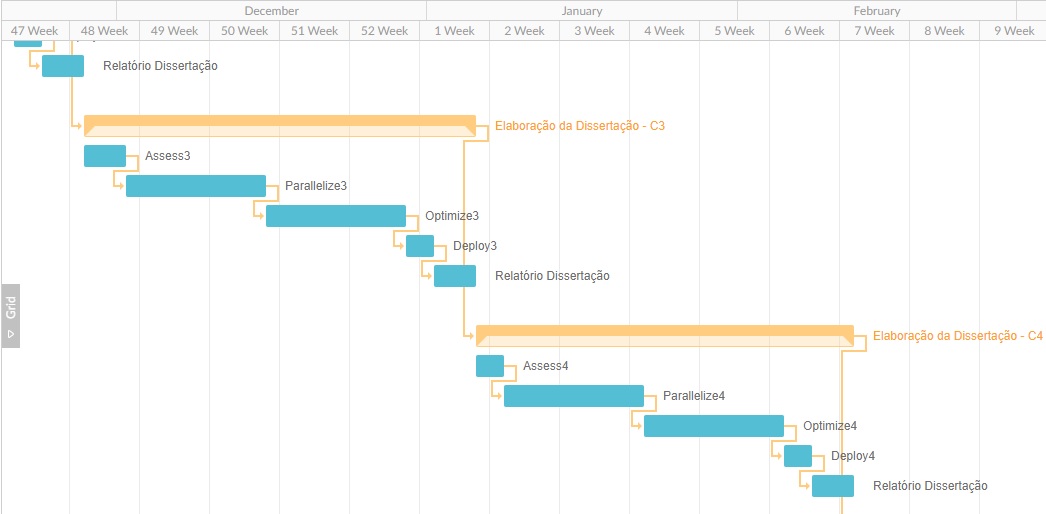 December January February
47 Week 48 Week 49 Week 50 Week 51 Week 52 Week 1 Week 2 Week 3 Week 4 Week 5 Week 6 Week 7 Week 8 Week 9 Week
Relatório Dissertação
Elaboração da Dissertação - C3
Assess3
Parallelize3
Optimize3
Deploy3
Relatório Dissertação
Grid
Elaboração da Dissertação - C4
Assess4
Parallelize4
Optimize4
Deploy4
Relatório Dissertação